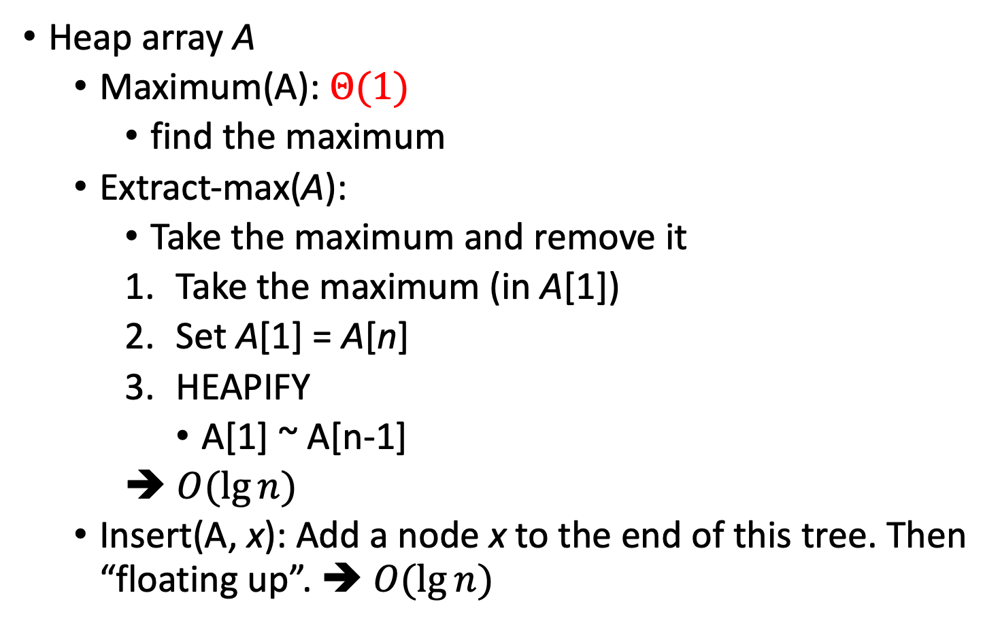 • Heap array A
• Maximum(A): Θ(1)
• find the maximum
• Extract-max(A):
• Take the maximum and remove it
1. Take the maximum (in A[1])
2. Set A[1] = A[n]
3. HEAPIFY
• A[1] ~ A[n-1]
➔ O(lg n)
• Insert(A, x): Add a node x to the end of this tree. Then
“floating up”. ➔ O(lg n)